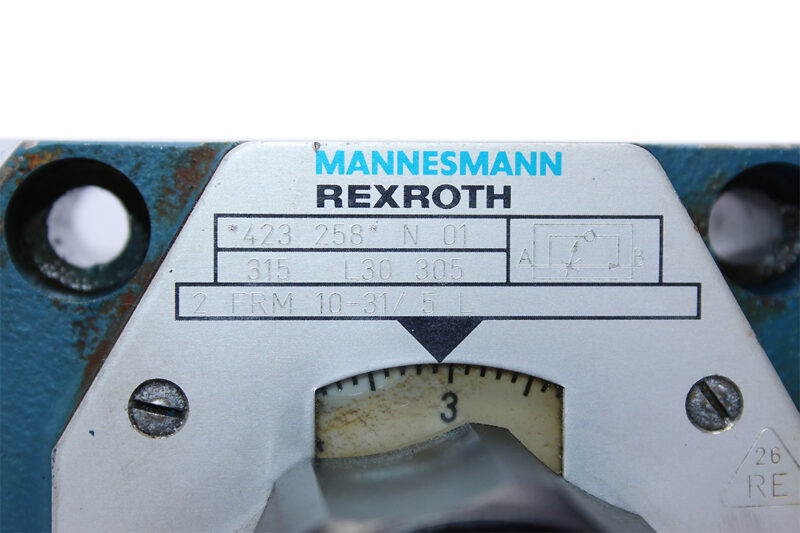 MANNESMANN
REXROTH
*423 258* N 01
315 L30 305
A B
2 FRM 10-31/ 5 L
3
26
RE